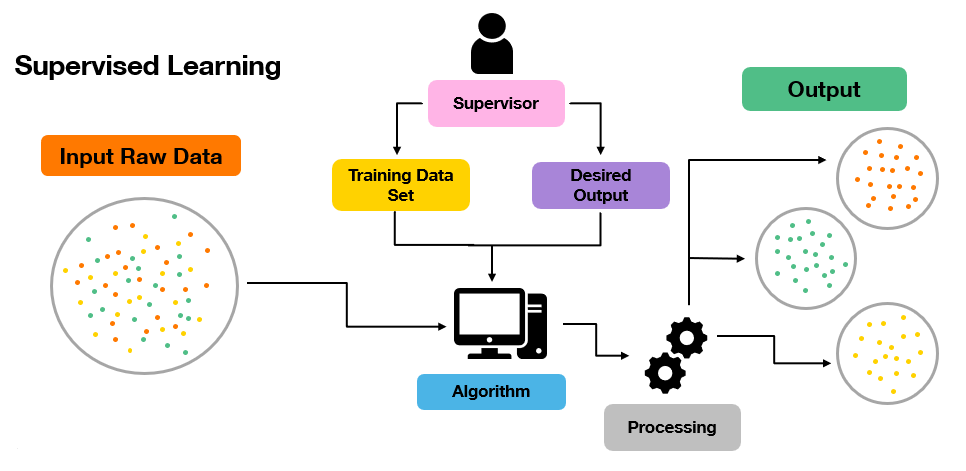 Supervised Learning
Supervisor
Output
Input Raw Data
Training Data
Set
Desired
Output
Algorithm
Processing